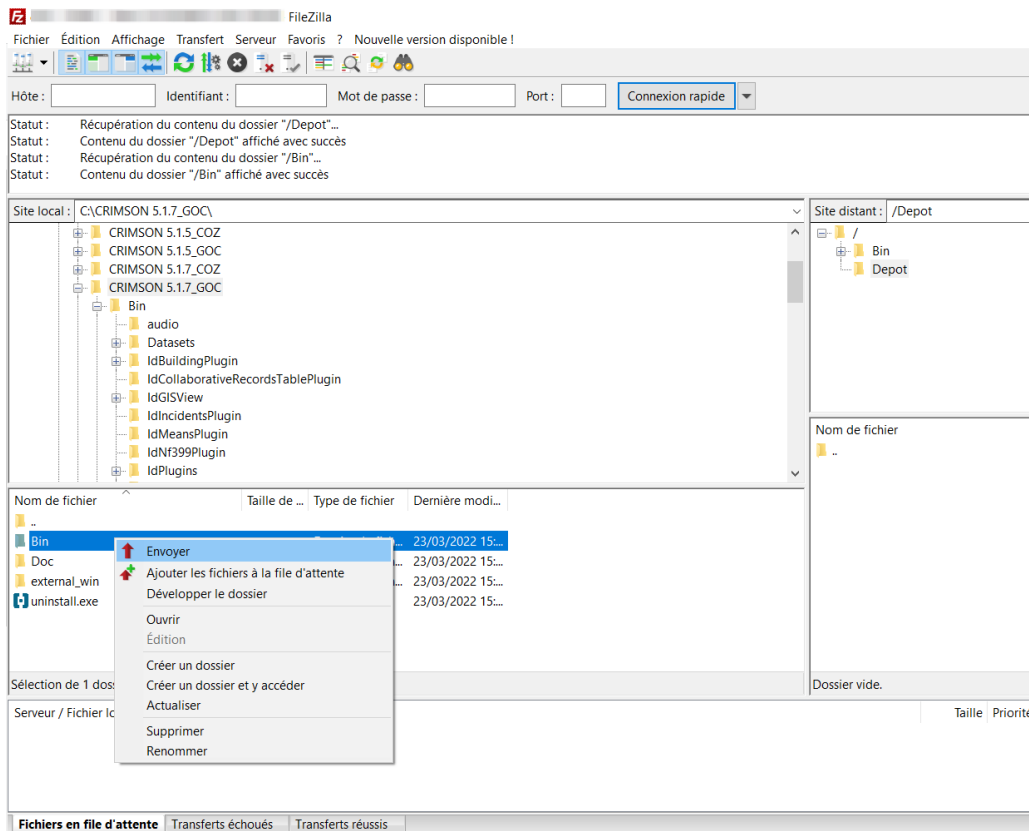 FileZilla
Fichier Édition Affichage Transfert Serveur Favoris ? Nouvelle version disponible !
Hôte : Identifiant : Mot de passe : Port : Connexion rapide
Statut : Récupération du contenu du dossier "/Depot"...
Statut : Contenu du dossier "/Depot" affiché avec succès
Statut : Récupération du contenu du dossier "/Bin"...
Statut : Contenu du dossier "/Bin" affiché avec succès
Site local : C:\CRIMSON 5.1.7_GOC\
CRIMSON 5.1.5_COZ
CRIMSON 5.1.5_GOC
CRIMSON 5.1.7_COZ
CRIMSON 5.1.7_GOC
Bin
audio
Datasets
IdBuildingPlugin
IdCollaborativeRecordsTablePlugin
IdGISView
IdIncidentsPlugin
IdMeansPlugin
IdNf399Plugin
IdPlugins
Site distant : /Depot
/
Bin
Depot
Nom de fichier Taille de ... Type de fichier Dernière modi...
..
Bin 23/03/2022 15:...
Doc 23/03/2022 15:...
external_win 23/03/2022 15:...
uninstall.exe 23/03/2022 15:...
Envoyer
Ajouter les fichiers à la file d'attente
Développer le dossier
Ouvrir
Édition
Créer un dossier
Créer un dossier et y accéder
Actualiser
Supprimer
Renommer
Sélection de 1 dos
Nom de fichier
..
Dossier vide.
Serveur / Fichier lo Taille Priorité
Fichiers en file d'attente Transferts échoués Transferts réussis